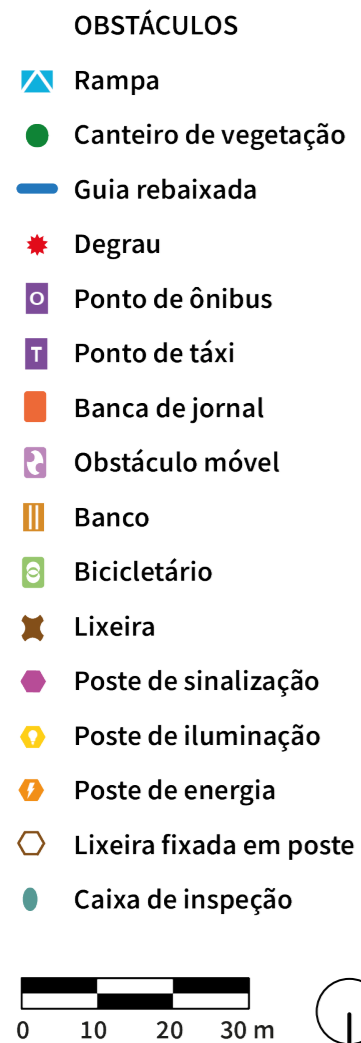 OBSTÁCULOS
Rampa
Canteiro de vegetação
Guia rebaixada
Degrau
O Ponto de ônibus
T Ponto de táxi
Banca de jornal
Obstáculo móvel
Banco
Bicicletário
Lixeira
Poste de sinalização
Poste de iluminação
Poste de energia
Lixeira fixada em poste
Caixa de inspeção
0 10 20 30 m